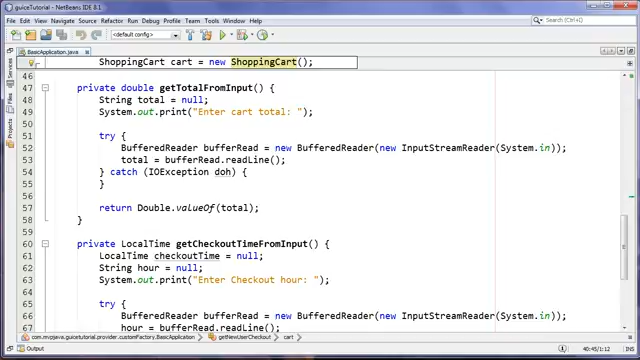 guiceTutorial - NetBeans IDE 8.1
File Edit View Navigate Source Refactor Run Debug Profile Team Tools Window Help
Search (Ctrl+I)
<default config>
BasicApplication.java
Services
Files
Projects
ShoppingCart cart = new ShoppingCart();
46
47 private double getTotalFromInput() {
48 String total = null;
49 System.out.print("Enter cart total: ");
50
51 try {
52 BufferedReader bufferRead = new BufferedReader(new InputStreamReader(System.in));
53 total = bufferRead.readLine();
54 } catch (IOException doh) {
55 }
56
57 return Double.valueOf(total);
58 }
59
60 private LocalTime getCheckoutTimeFromInput() {
61 LocalTime checkoutTime = null;
62 String hour = null;
63 System.out.print("Enter Checkout hour: ");
64
65 try {
66 BufferedReader bufferRead = new BufferedReader(new InputStreamReader(System.in));
67 hour = bufferRead.readLine();
com.mvpjava.guicetutorial.provider.customFactory.BasicApplication getNewUserCheckout cart
Output
40:45/1:12 INS